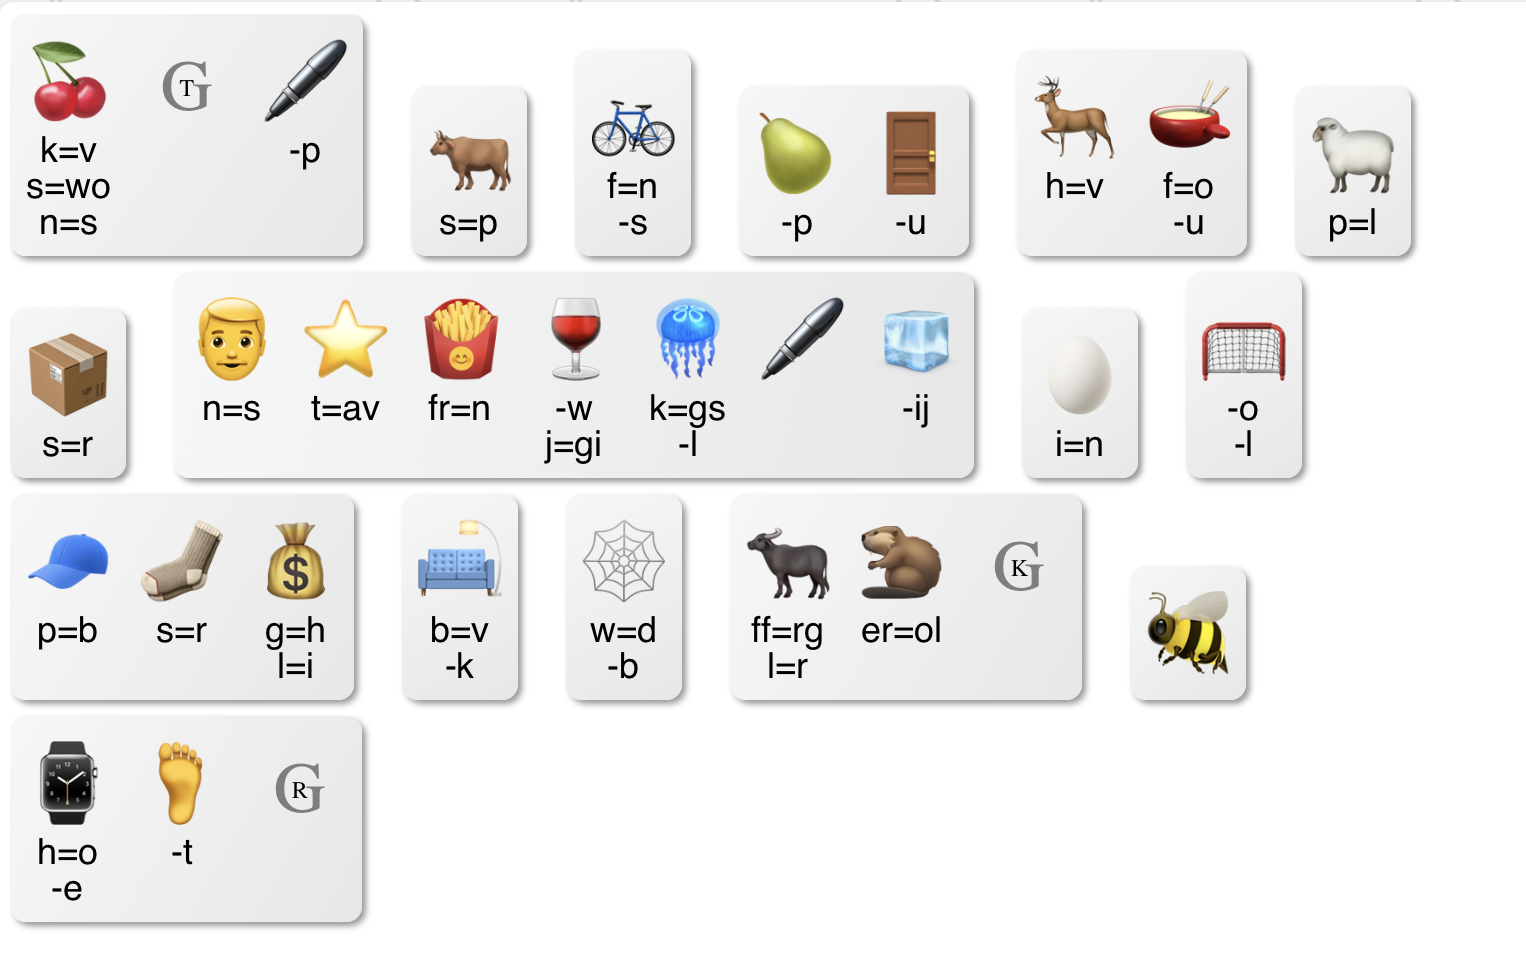 k=v
s=wo
n=s
G
T
-p
s=p
f=n
-s
-p
-u
h=v
f=o
-u
p=l
s=r
n=s
t=av
fr=n
-w
j=gi
k=gs
-l
-ij
i=n
-o
-l
p=b
s=r
$
g=h
l=i
b=v
-k
w=d
-b
ff=rg
l=r
er=ol
G
K
h=o
-e
-t
G
R